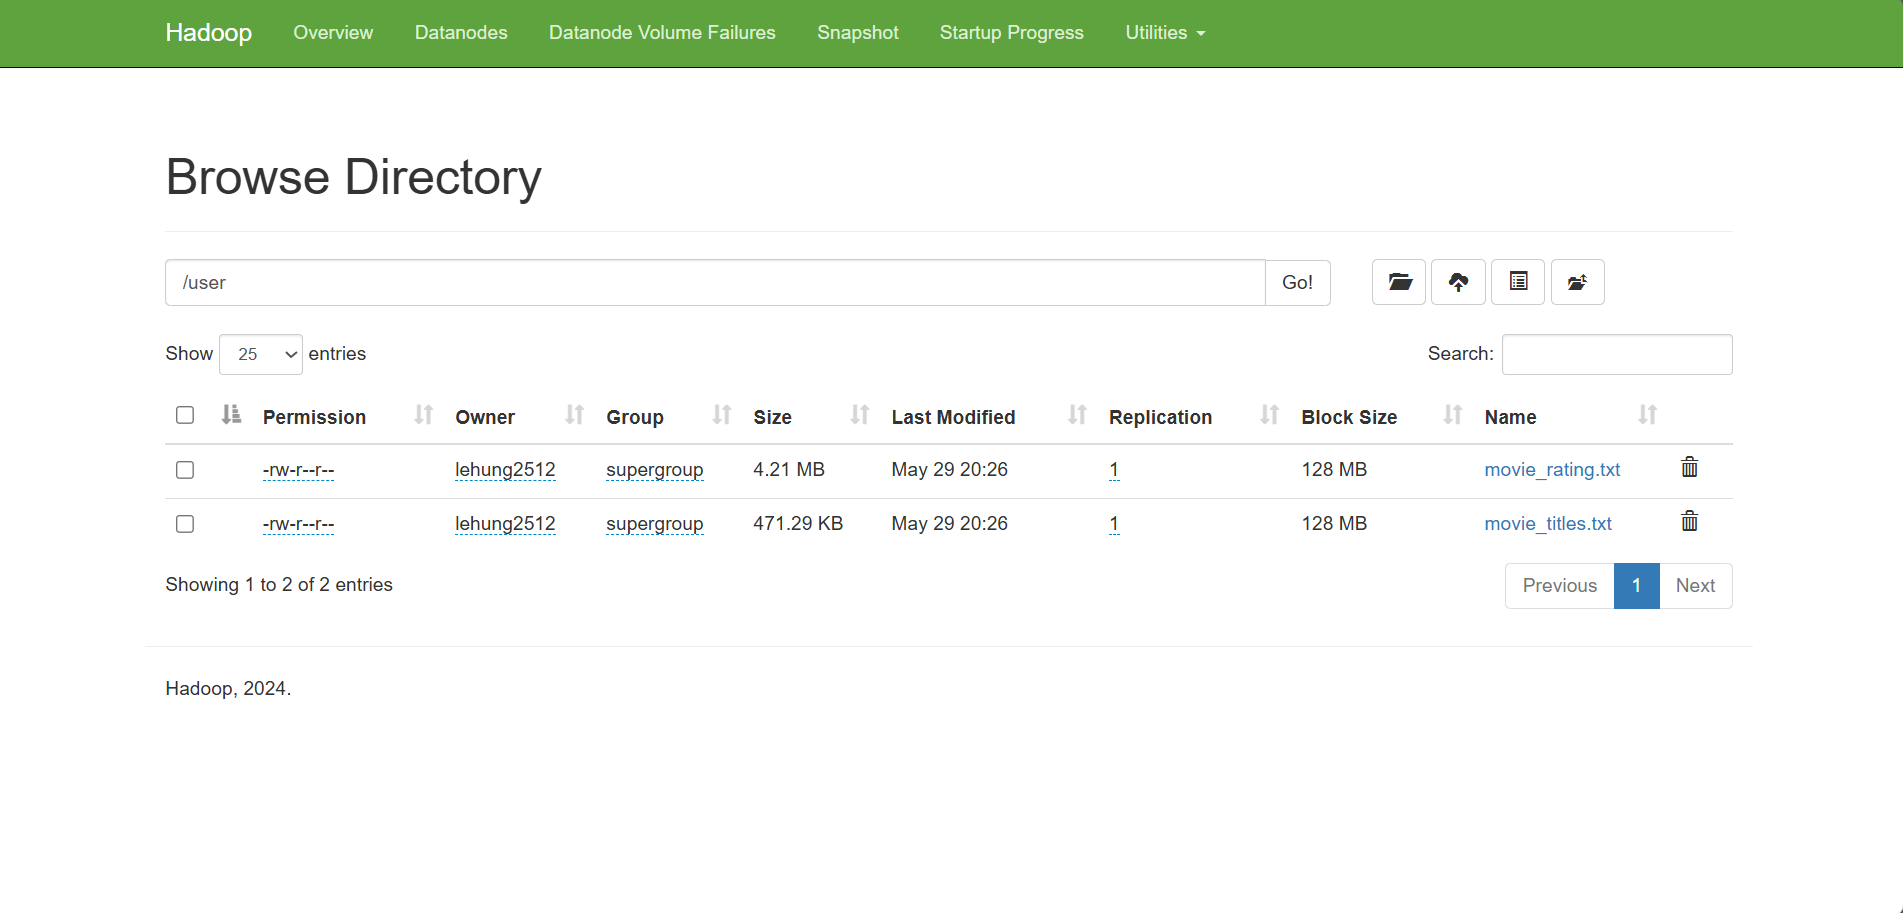 Hadoop Overview Datanodes Datanode Volume Failures Snapshot Startup Progress Utilities
Browse Directory
/user Go!
Show 25 entries Search:
Permission Owner Group Size Last Modified Replication Block Size Name
-rw-r--r-- lehung2512 supergroup 4.21 MB May 29 20:26 1 128 MB movie_rating.txt
-rw-r--r-- lehung2512 supergroup 471.29 KB May 29 20:26 1 128 MB movie_titles.txt
Showing 1 to 2 of 2 entries Previous 1 Next
Hadoop, 2024.